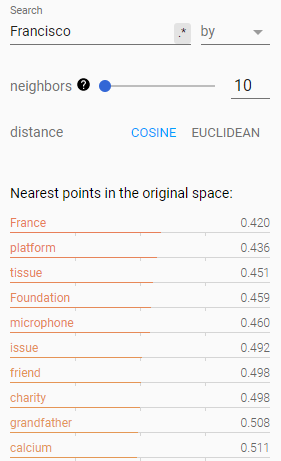 Search
Francisco .* by
neighbors ? 10
distance COSINE EUCLIDEAN
Nearest points in the original space:
France 0.420
platform 0.436
tissue 0.451
Foundation 0.459
microphone 0.460
issue 0.492
friend 0.498
charity 0.498
grandfather 0.508
calcium 0.511